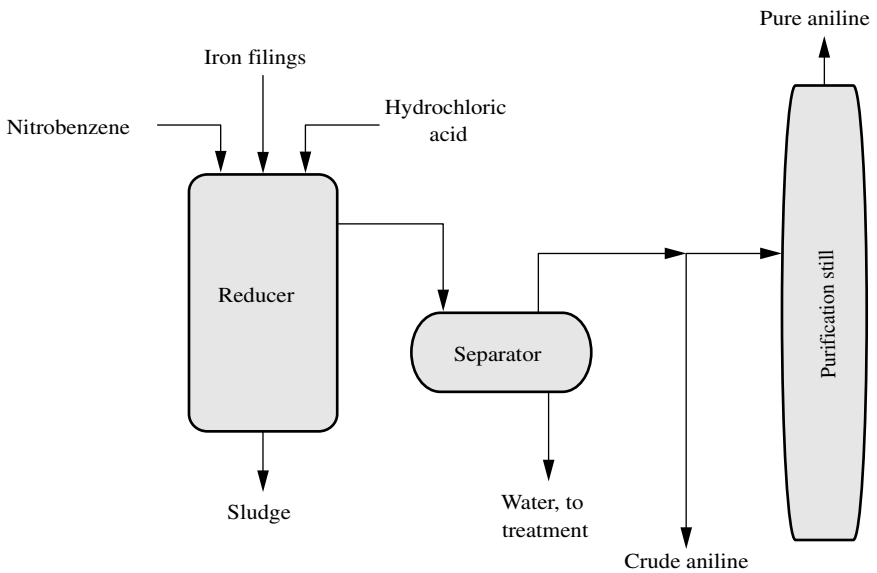 Pure aniline
Iron filings
Nitrobenzene
Hydrochloric
acid
Reducer
Separator
Purification still
Sludge
Water, to
treatment
Crude aniline